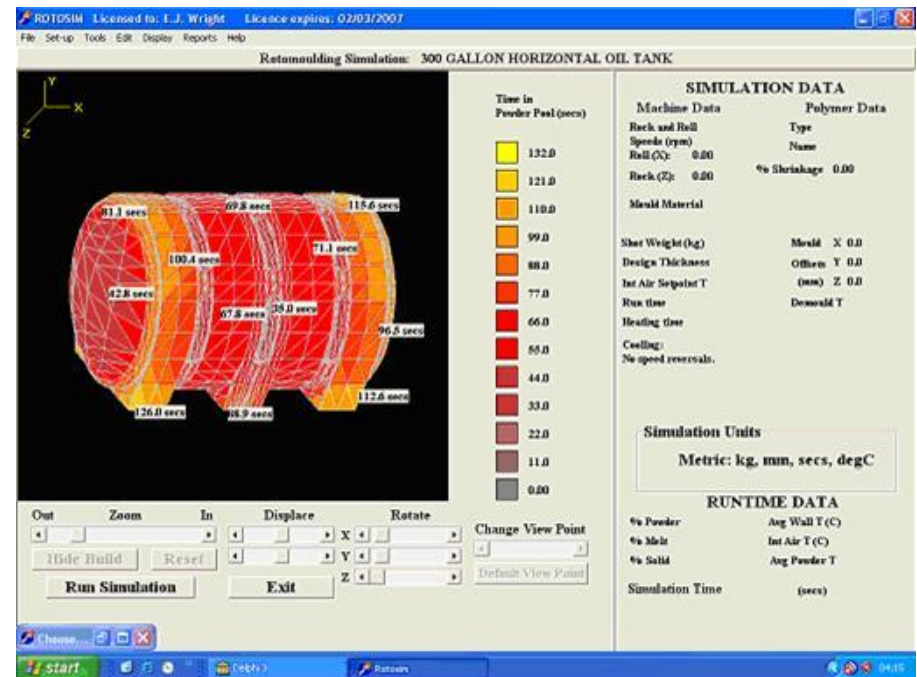 ROTOSIM Licensed to: E.J. Wright Licence expires: 02/03/2007
File Set-up Tools Edit Display Reports Help
Rotomoulding Simulation: 300 GALLON HORIZONTAL OIL TANK
Y
X
Z
81.1 secs
69.8 secs
115.6 secs
71.1 secs
100.4 secs
42.8 secs
67.8 secs
35.0 secs
96.5 secs
112.6 secs
126.0 secs
88.9 secs
Time in
Powder Pool (secs)
132.0
121.0
110.0
99.0
88.0
77.0
66.0
55.0
44.0
33.0
22.0
11.0
0.00
SIMULATION DATA
Machine Data Polymer Data
Rock and Roll Type
Speeds (rpm) Name
Roll (X): 0.00
Rock (Z): 0.00 % Shrinkage 0.00
Mould Material
Shot Weight (kg) Mould X 0.0
Design Thickness Offsets Y 0.0
Int Air Setpoint T (mm) Z 0.0
Run time Demould T
Heating time
Cooling:
No speed reversals.
Simulation Units
Metric: kg, mm, secs, degC
RUNTIME DATA
% Powder Avg Wall T (C)
% Melt Int Air T (C)
% Solid Avg Powder T
Simulation Time (secs)
Out Zoom In Displace Rotate
X
Y
Z
Change View Point
Hide Build Reset
Default View Point
Run Simulation Exit
Choose...
start Delphi 3 Rotosim 04:15